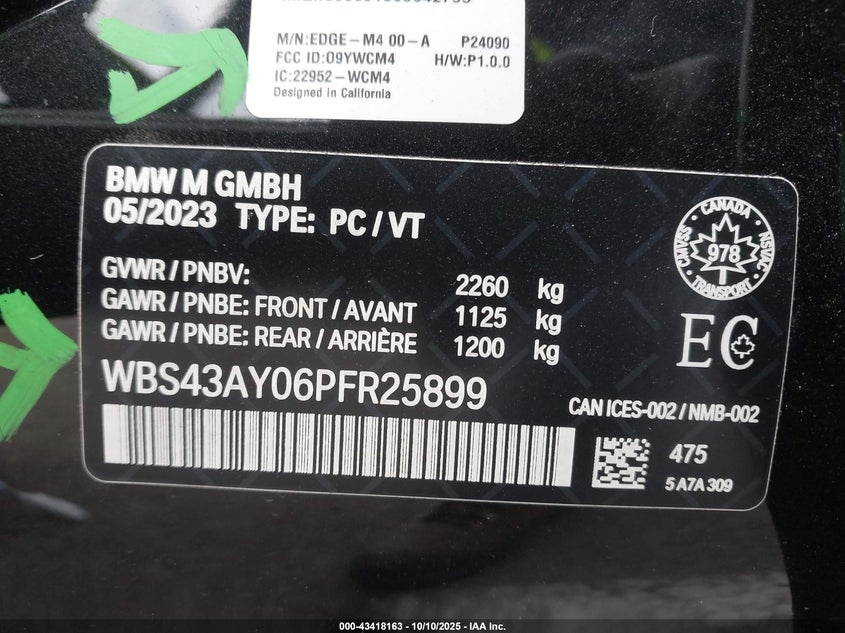 M/N:EDGE-M4 00-A P24090
FCC ID:O9YWCM4 H/W:P1.0.0
IC:22952-WCM4
Designed in California
BMW M GMBH
05/2023 TYPE: PC/VT
GVWR/PNBV: 2260 kg
GAWR/PNBE: FRONT/AVANT 1125 kg
GAWR/PNBE: REAR/ARRIÈRE 1200 kg
WBS43AY06PFR25899
CANADA
CMVSS NSVAC
978
TRANSPORT
EC
CAN ICES-002/NMB-002
475
5 A7A 309
000-43418163 - 10/10/2025 - IAA Inc.